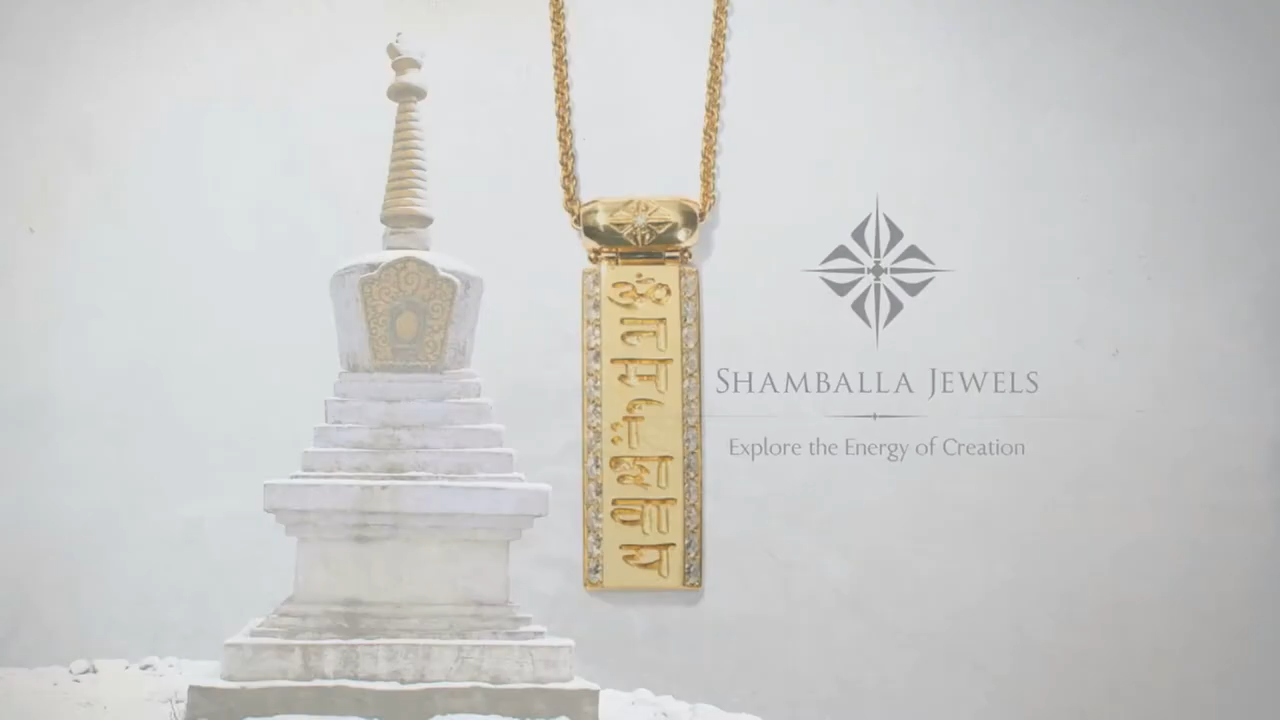 ॐ
न
म
ः
शि
वा
य
SHAMBALLA JEWELS
Explore the Energy of Creation